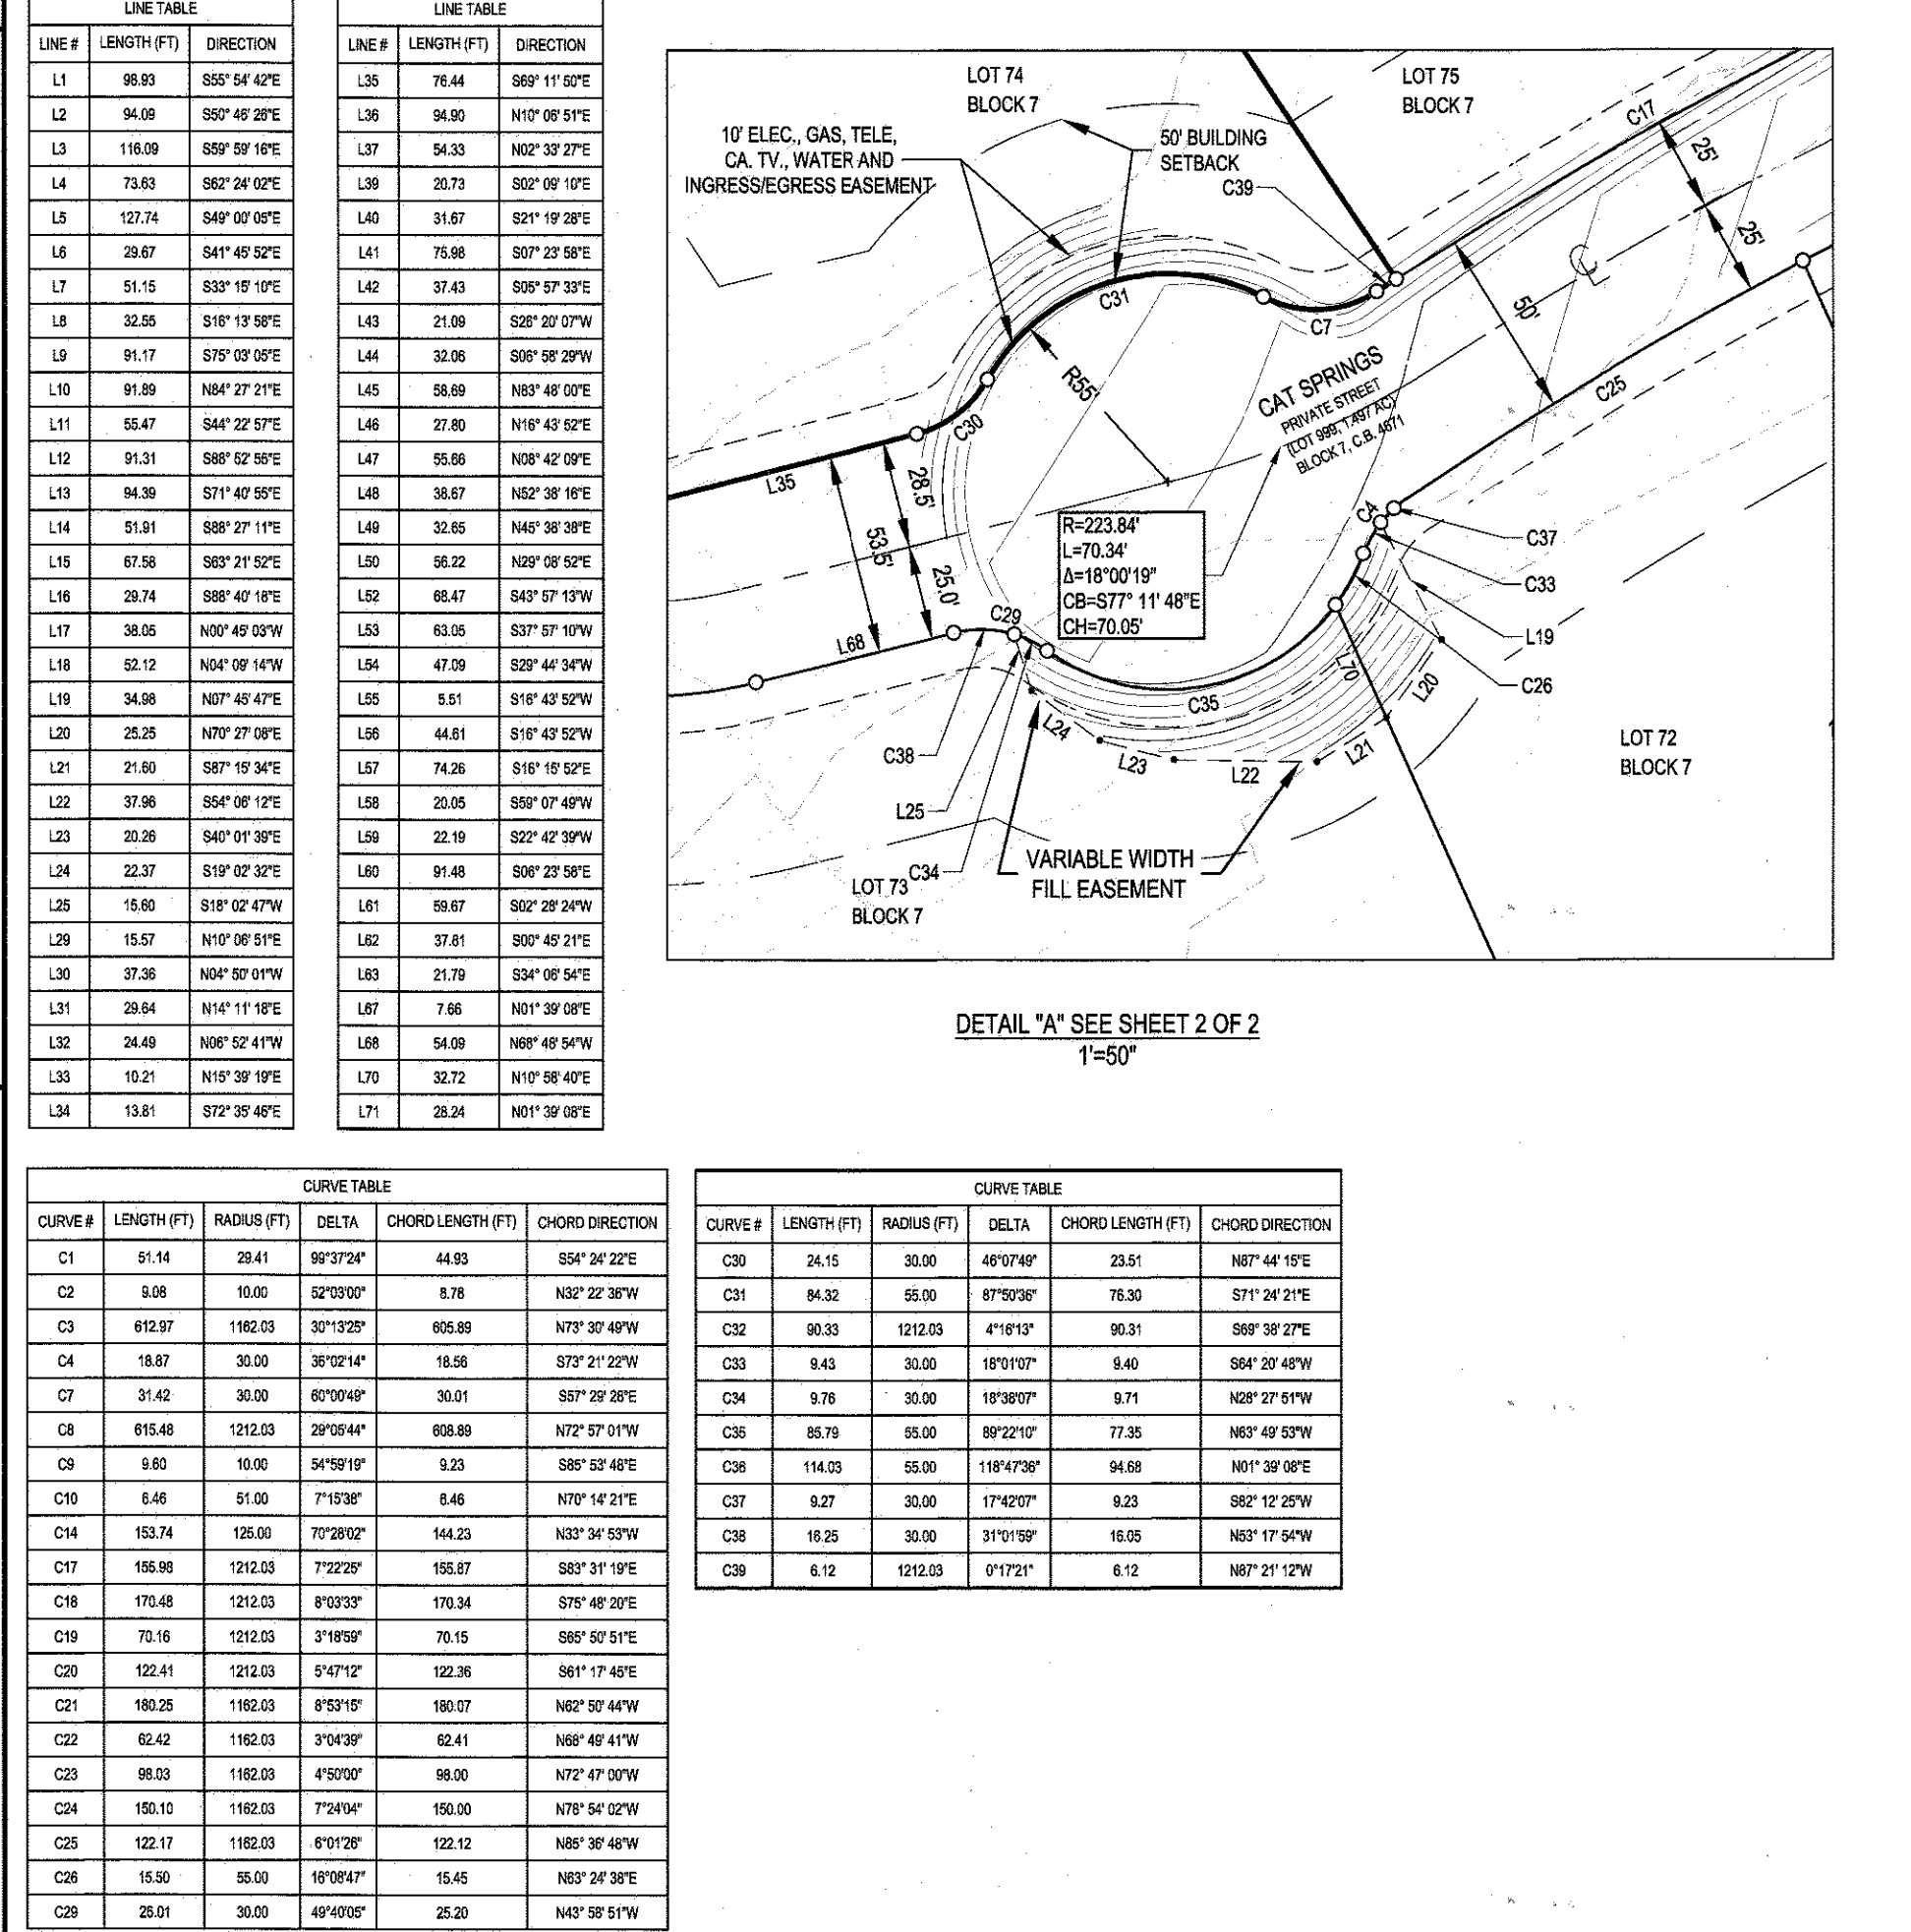 LINE TABLE
LINE # LENGTH (FT) DIRECTION
L1 98.93 S55° 54' 42"E
L2 94.09 S50° 46' 26"E
L3 116.09 S59° 59' 16"E
L4 73.63 S62° 24' 02"E
L5 127.74 S49° 00' 05"E
L6 29.67 S41° 45' 52"E
L7 51.15 S33° 15' 10"E
L8 32.55 S16° 13' 58"E
L9 91.17 S75° 03' 05"E
L10 91.89 N84° 27' 21"E
L11 55.47 S44° 22' 57"E
L12 91.31 S88° 52' 55"E
L13 94.39 S71° 40' 55"E
L14 51.91 S88° 27' 11"E
L15 67.58 S63° 21' 52"E
L16 29.74 S88° 40' 18"E
L17 38.05 N00° 45' 03"W
L18 52.12 N04° 09' 14"W
L19 34.98 N07° 45' 47"E
L20 25.25 N70° 27' 08"E
L21 21.60 S87° 15' 34"E
L22 37.96 S54° 06' 12"E
L23 20.26 S40° 01' 39"E
L24 22.37 S19° 02' 32"E
L25 15.60 S18° 02' 47"W
L29 15.57 N10° 06' 51"E
L30 37.36 N04° 50' 01"W
L31 29.64 N14° 11' 18"E
L32 24.49 N06° 52' 41"W
L33 10.21 N15° 39' 19"E
L34 13.81 S72° 35' 46"E
LINE TABLE
LINE # LENGTH (FT) DIRECTION
L35 76.44 S69° 11' 50"E
L36 94.90 N10° 06' 51"E
L37 54.33 N02° 33' 27"E
L39 20.73 S02° 09' 10"E
L40 31.67 S21° 19' 28"E
L41 75.98 S07° 23' 58"E
L42 37.43 S05° 57' 33"E
L43 21.09 S26° 20' 07"W
L44 32.06 S06° 58' 29"W
L45 58.69 N83° 48' 00"E
L46 27.80 N16° 43' 52"E
L47 55.66 N08° 42' 09"E
L48 38.67 N52° 38' 16"E
L49 32.65 N45° 38' 38"E
L50 56.22 N29° 08' 52"E
L52 68.47 S43° 57' 13"W
L53 63.05 S37° 57' 10"W
L54 47.09 S29° 44' 34"W
L55 5.51 S16° 43' 52"W
L56 44.61 S16° 43' 52"W
L57 74.26 S16° 15' 52"E
L58 20.05 S59° 07' 49"W
L59 22.19 S22° 42' 39"W
L60 91.48 S06° 23' 58"E
L61 59.67 S02° 28' 24"W
L62 37.61 S00° 45' 21"E
L63 21.79 S34° 06' 54"E
L67 7.66 N01° 39' 08"E
L68 54.09 N68° 48' 54"W
L70 32.72 N10° 58' 40"E
L71 28.24 N01° 39' 08"E
LOT 74
BLOCK 7
LOT 75
BLOCK 7
10' ELEC., GAS, TELE,
CA. TV., WATER AND
INGRESS/EGRESS EASEMENT
50' BUILDING
SETBACK
C39
C17
25'
25'
CL
C31
C7
50'
R55'
CAT SPRINGS
PRIVATE STREET
(LOT 999, 1.497 AC)
BLOCK 7, C.B. 4871
C25
C30
L35
28.5'
53.5'
25.0'
R=223.84'
L=70.34'
Δ=18°00'19"
CB=S77° 11' 48"E
CH=70.05'
C4
C37
C33
L19
C26
C29
L68
L70
L20
C35
C38
L24
L23
L22
L21
L25
C34
LOT 72
BLOCK 7
VARIABLE WIDTH
FILL EASEMENT
LOT 73
BLOCK 7
DETAIL "A" SEE SHEET 2 OF 2
1'=50"
CURVE TABLE
CURVE # LENGTH (FT) RADIUS (FT) DELTA CHORD LENGTH (FT) CHORD DIRECTION
C1 51.14 29.41 99°37'24" 44.93 S54° 24' 22"E
C2 9.08 10.00 52°03'00" 8.78 N32° 22' 36"W
C3 612.97 1162.03 30°13'25" 605.89 N73° 30' 49"W
C4 18.87 30.00 36°02'14" 18.56 S73° 21' 22"W
C7 31.42 30.00 60°00'49" 30.01 S57° 29' 28"E
C8 615.48 1212.03 29°05'44" 608.89 N72° 57' 01"W
C9 9.60 10.00 54°59'19" 9.23 S85° 53' 48"E
C10 6.46 51.00 7°15'38" 6.46 N70° 14' 21"E
C14 153.74 125.00 70°28'02" 144.23 N33° 34' 53"W
C17 155.98 1212.03 7°22'25" 155.87 S83° 31' 19"E
C18 170.48 1212.03 8°03'33" 170.34 S75° 48' 20"E
C19 70.16 1212.03 3°18'59" 70.15 S65° 50' 51"E
C20 122.41 1212.03 5°47'12" 122.36 S61° 17' 45"E
C21 180.25 1162.03 8°53'15" 180.07 N62° 50' 44"W
C22 62.42 1162.03 3°04'39" 62.41 N68° 49' 41"W
C23 98.03 1162.03 4°50'00" 98.00 N72° 47' 00"W
C24 150.10 1162.03 7°24'04" 150.00 N78° 54' 02"W
C25 122.17 1162.03 6°01'26" 122.12 N85° 36' 48"W
C26 15.50 55.00 16°08'47" 15.45 N63° 24' 38"E
C29 26.01 30.00 49°40'05" 25.20 N43° 58' 51"W
CURVE TABLE
CURVE # LENGTH (FT) RADIUS (FT) DELTA CHORD LENGTH (FT) CHORD DIRECTION
C30 24.15 30.00 46°07'49" 23.51 N87° 44' 15"E
C31 84.32 55.00 87°50'36" 76.30 S71° 24' 21"E
C32 90.33 1212.03 4°16'13" 90.31 S69° 38' 27"E
C33 9.43 30.00 18°01'07" 9.40 S64° 20' 48"W
C34 9.76 30.00 18°38'07" 9.71 N28° 27' 51"W
C35 85.79 55.00 89°22'10" 77.35 N63° 49' 53"W
C36 114.03 55.00 118°47'36" 94.68 N01° 39' 08"E
C37 9.27 30.00 17°42'07" 9.23 S82° 12' 25"W
C38 16.25 30.00 31°01'59" 16.05 N53° 17' 54"W
C39 6.12 1212.03 0°17'21" 6.12 N87° 21' 12"W